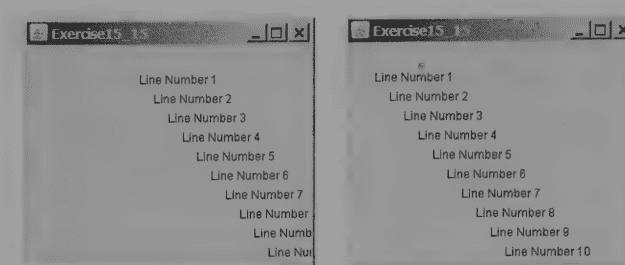 Exercise15_15
Line Number 1
Line Number 2
Line Number 3
Line Number 4
Line Number 5
Line Number 6
Line Number 7
Line Number
Line Numb
Line Nu
Exercise15_15
Line Number 1
Line Number 2
Line Number 3
Line Number 4
Line Number 5
Line Number 6
Line Number 7
Line Number 8
Line Number 9
Line Number 10